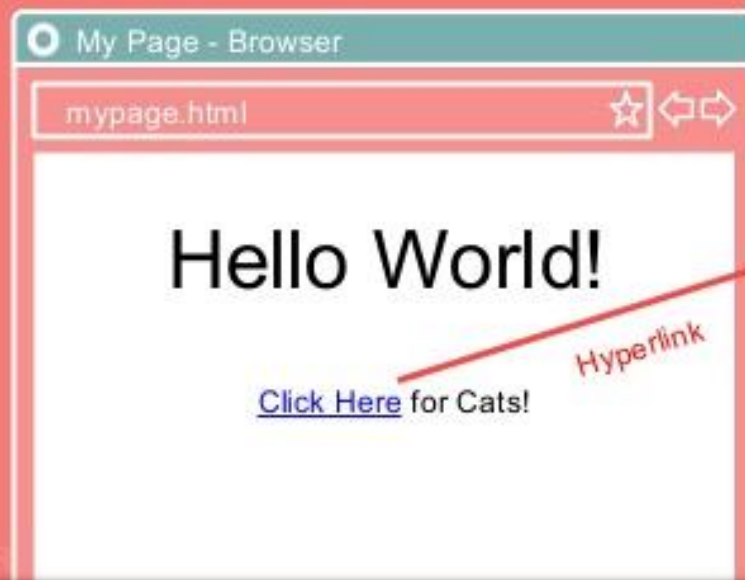 My Page - Browser
mypage.html
Hello World!
Hyperlink
Click Here for Cats!